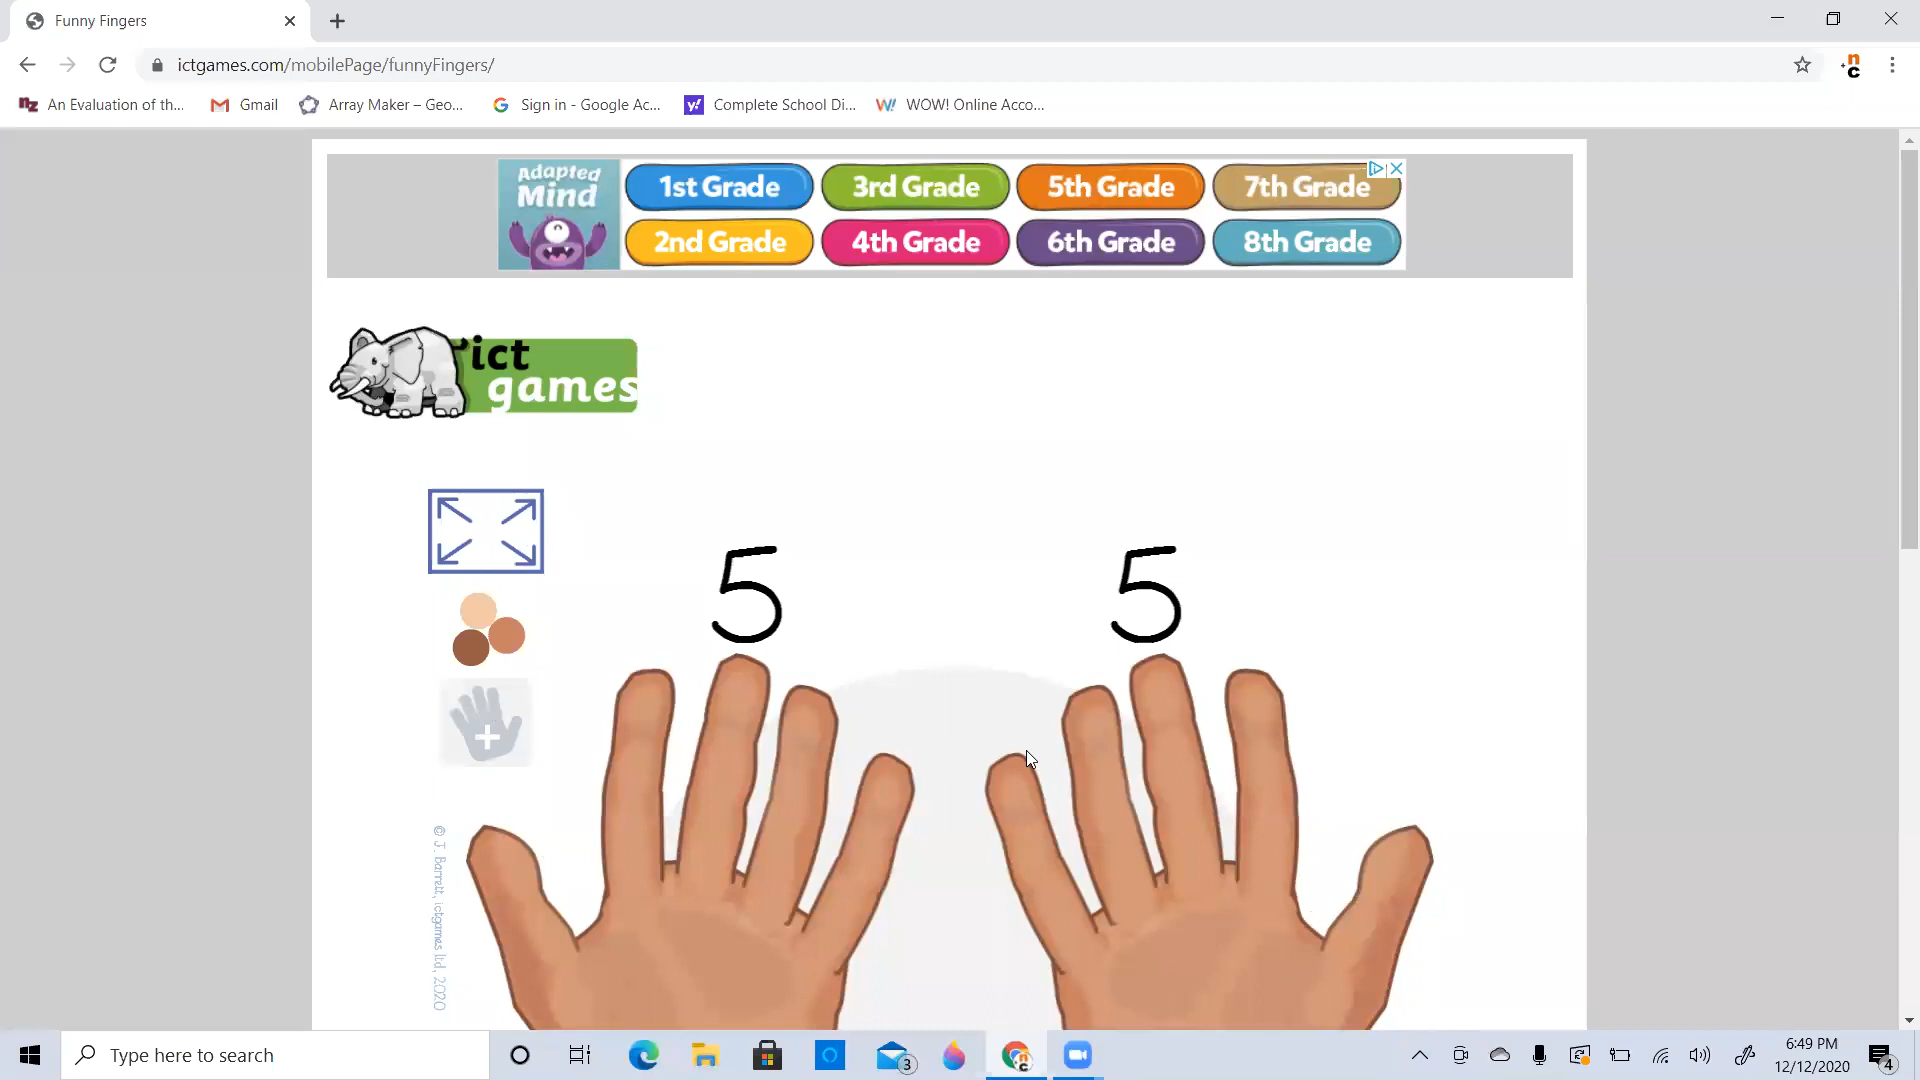 Funny Fingers
ictgames.com/mobilePage/funnyFingers/
An Evaluation of th... Gmail Array Maker – Geo... Sign in - Google Ac... Complete School Di... WOW! Online Acco...
Adapted Mind
1st Grade 3rd Grade 5th Grade 7th Grade
2nd Grade 4th Grade 6th Grade 8th Grade
ict
games
5 5
© J. Barrett, ictgames ltd, 2020
Type here to search
3
6:49 PM
12/12/2020
4